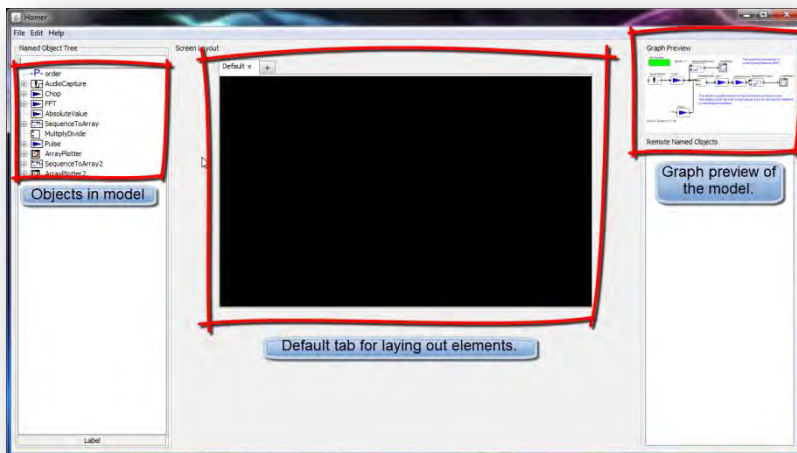 Homer
File Edit Help
Named Object Tree
order
AudioCapture
Chop
FFT
AbsoluteValue
SequenceToArray
MultiplyDivide
Pulse
ArrayPlotter
SequenceToArray2
ArrayPlotter2
Objects in model
Label
Screen Layout
Default x +
Default tab for laying out elements.
Graph Preview
Remote Named Objects
Graph preview of
the model.